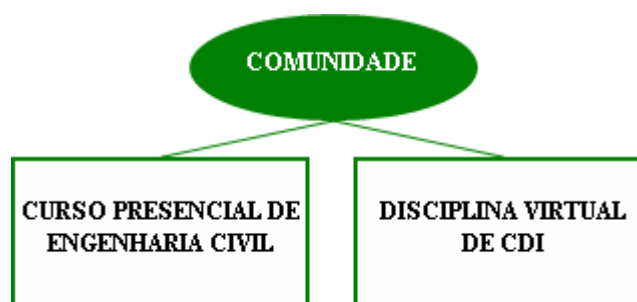 COMUNIDADE
CURSO PRESENCIAL DE
ENGENHARIA CIVIL
DISCIPLINA VIRTUAL
DE CDI